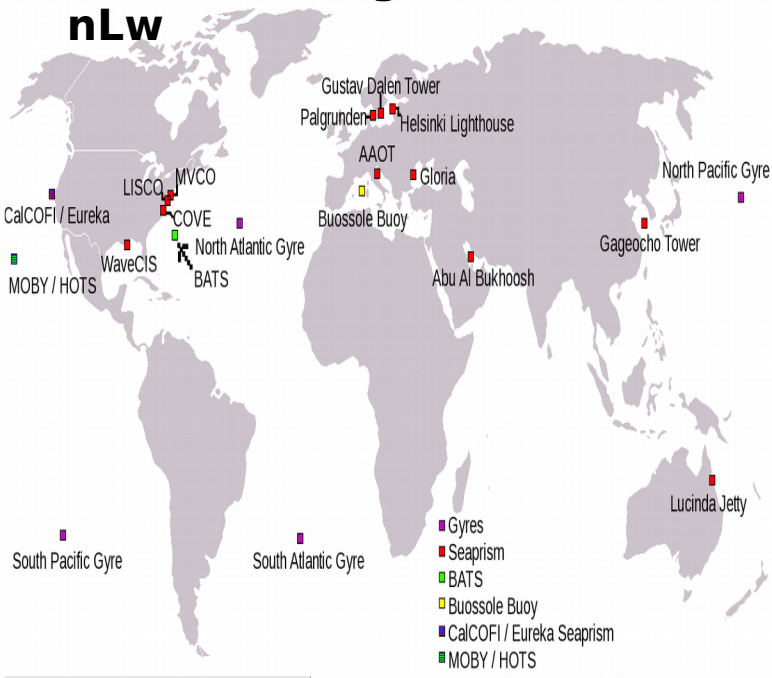 nLw
Gustav Dalen Tower
Palgrunden
Helsinki Lighthouse
AAOT
Gloria
North Pacific Gyre
LISCO
MVCO
CalCOFI / Eureka
COVE
Buossole Buoy
North Atlantic Gyre
Gageocho Tower
WaveCIS
BATS
Abu Al Bukhoosh
MOBY / HOTS
Lucinda Jetty
South Pacific Gyre
South Atlantic Gyre
Gyres
Seaprism
BATS
Buossole Buoy
CalCOFI / Eureka Seaprism
MOBY / HOTS